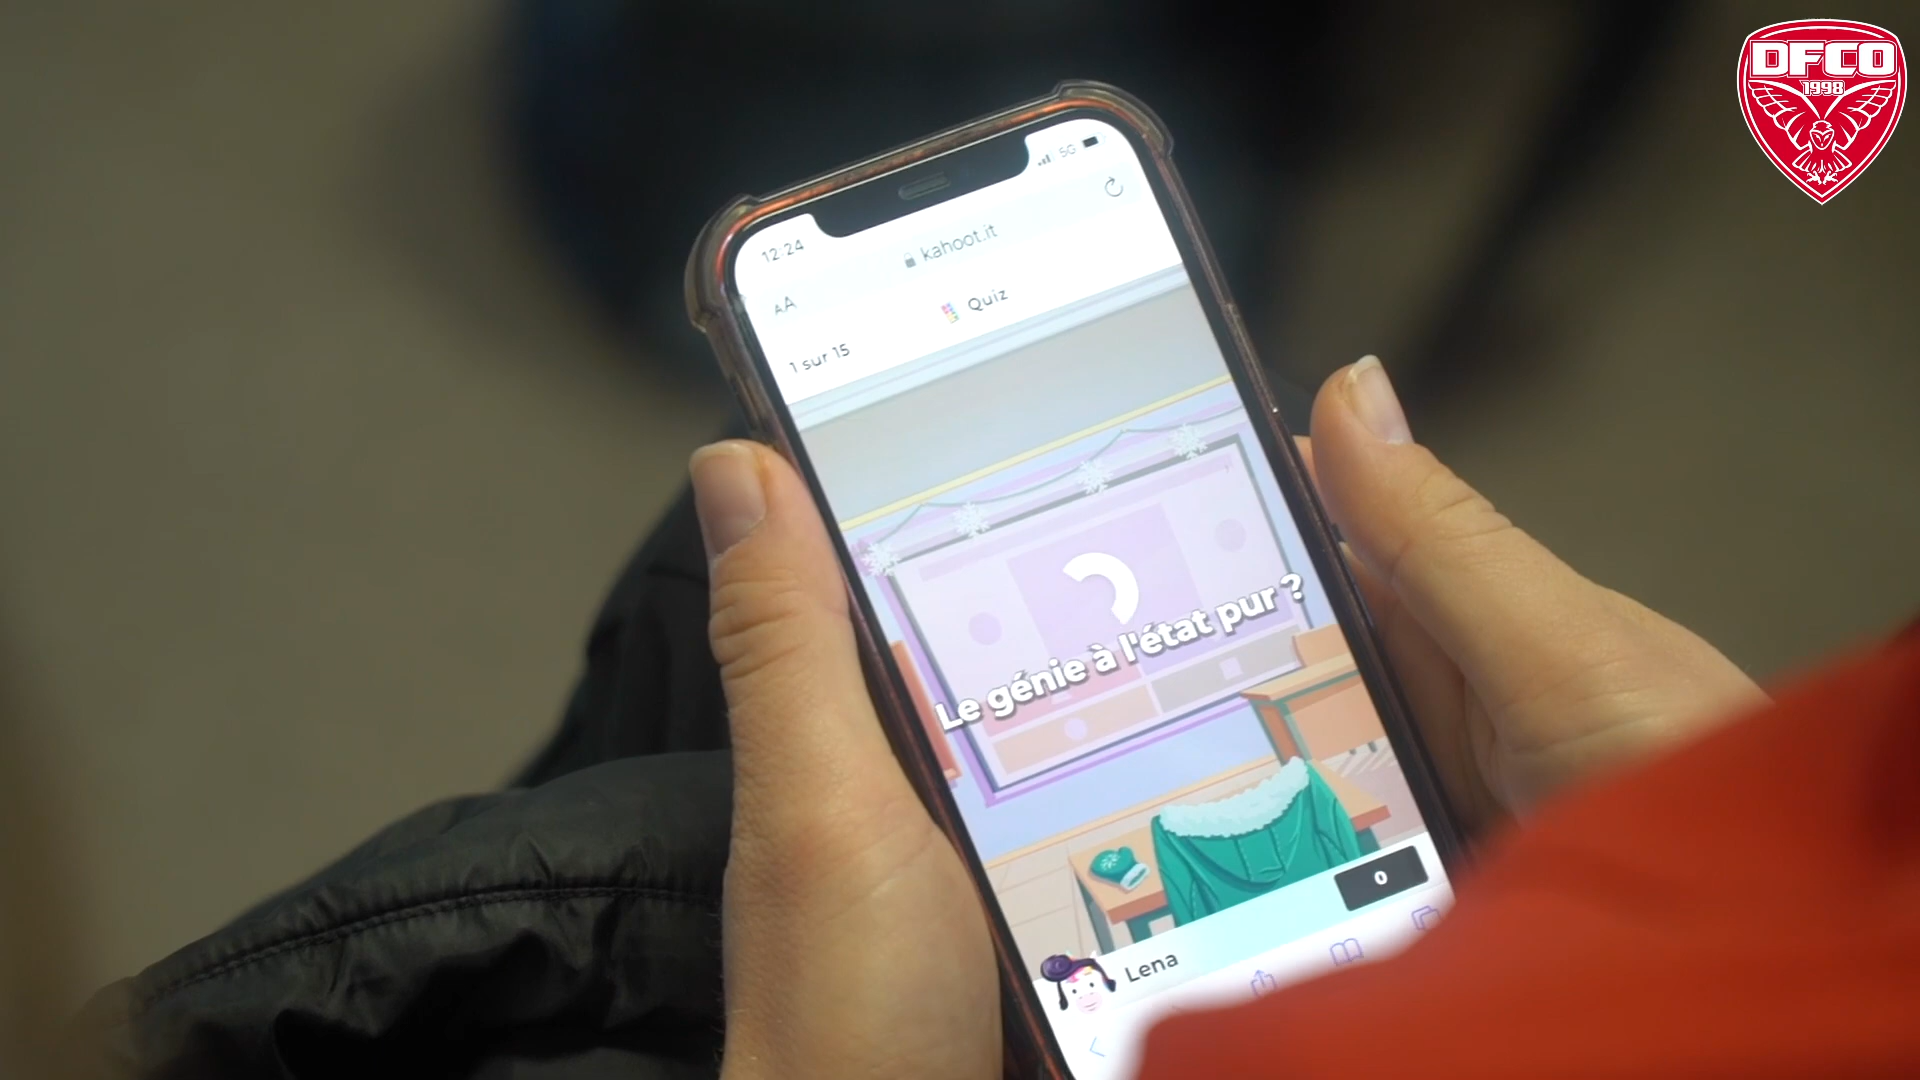 DFCO
1998
12:24
5G
AA
kahoot.it
Quiz
1 sur 15
Le génie à l'état pur ?
0
Lena